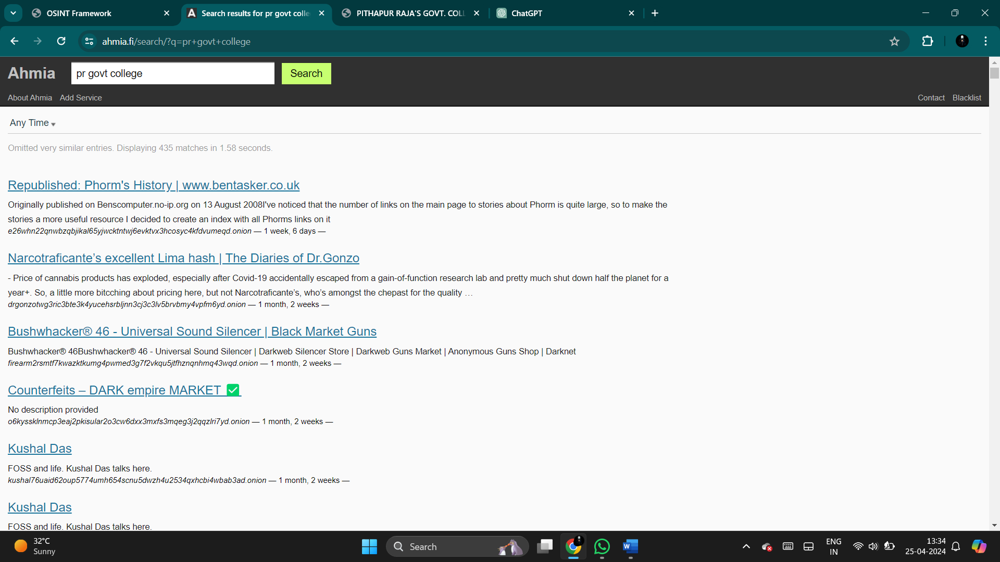 OSINT Framework
Search results for pr govt colle
PITHAPUR RAJA'S GOVT. COLL
ChatGPT
ahmia.fi/search/?q=pr+govt+college
Ahmia
pr govt college
Search
About Ahmia Add Service
Contact Blacklist
Any Time
Omitted very similar entries. Displaying 435 matches in 1.58 seconds.
Republished: Phorm's History | www.bentasker.co.uk
Originally published on Benscomputer.no-ip.org on 13 August 2008I've noticed that the number of links on the main page to stories about Phorm is quite large, so to make the
stories a more useful resource I decided to create an index with all Phorms links on it
e26whn22qnwbzqbjikal65yjwcktntwj6evktvx3hcosyc4kfdvumeqd.onion — 1 week, 6 days —
Narcotraficante’s excellent Lima hash | The Diaries of Dr.Gonzo
- Price of cannabis products has exploded, especially after Covid-19 accidentally escaped from a gain-of-function research lab and pretty much shut down half the planet for a
year+. So, a little more bitcching about pricing here, but not Narcotraficante’s, who’s amongst the chepast for the quality …
drgonzotwg3ric3bte3k4yucehsrbljnn3cj3c3lv5brvbmy4vpfm6yd.onion — 1 month, 2 weeks —
Bushwhacker® 46 - Universal Sound Silencer | Black Market Guns
Bushwhacker® 46Bushwhacker® 46 - Universal Sound Silencer | Darkweb Silencer Store | Darkweb Guns Market | Anonymous Guns Shop | Darknet
firearm2rsmtf7kwazktkumg4pwmed3g7f2vkqu5jtfhznqnhmq43wqd.onion — 1 month, 2 weeks —
Counterfeits – DARK empire MARKET ✅
No description provided
o6kyssklnmcp3eaj2pkisular2o3cw6dxx3mxfs3mqeg3j2qqzlri7yd.onion — 1 month, 2 weeks —
Kushal Das
FOSS and life. Kushal Das talks here.
kushal76uaid62oup5774umh654scnu5dwzh4u2534qxhcbi4wbab3ad.onion — 1 month, 2 weeks —
Kushal Das
FOSS and life. Kushal Das talks here.
32°C
Sunny
Search
ENG
IN
13:34
25-04-2024